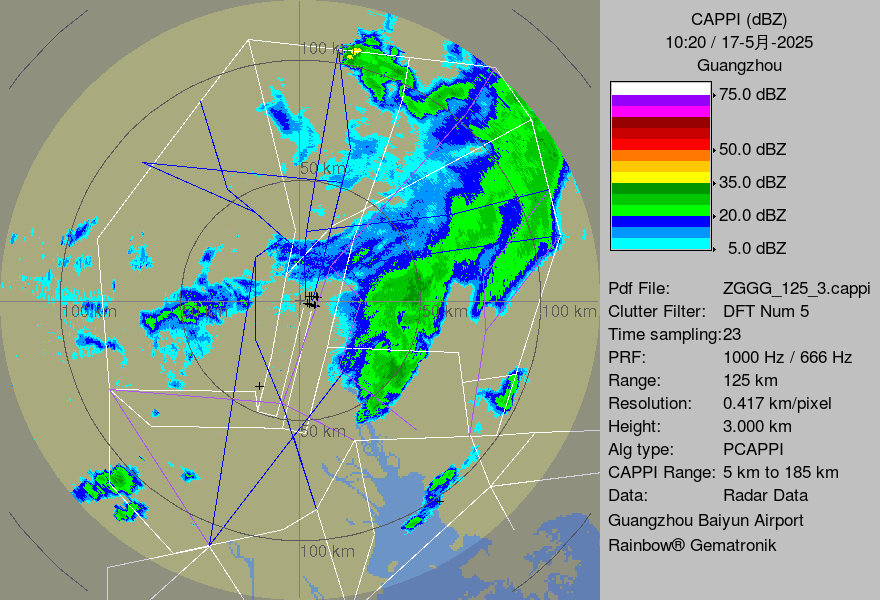 CAPPI (dBZ)
10:20 / 17-5月-2025
Guangzhou
75.0 dBZ
50.0 dBZ
35.0 dBZ
20.0 dBZ
5.0 dBZ
Pdf File: ZGGG_125_3.cappi
Clutter Filter: DFT Num 5
Time sampling:23
PRF: 1000 Hz / 666 Hz
Range: 125 km
Resolution: 0.417 km/pixel
Height: 3.000 km
Alg type: PCAPPI
CAPPI Range: 5 km to 185 km
Data: Radar Data
Guangzhou Baiyun Airport
Rainbow® Gematronik
100 km
50 km
100 km
50 km
100 km
50 km
100 km